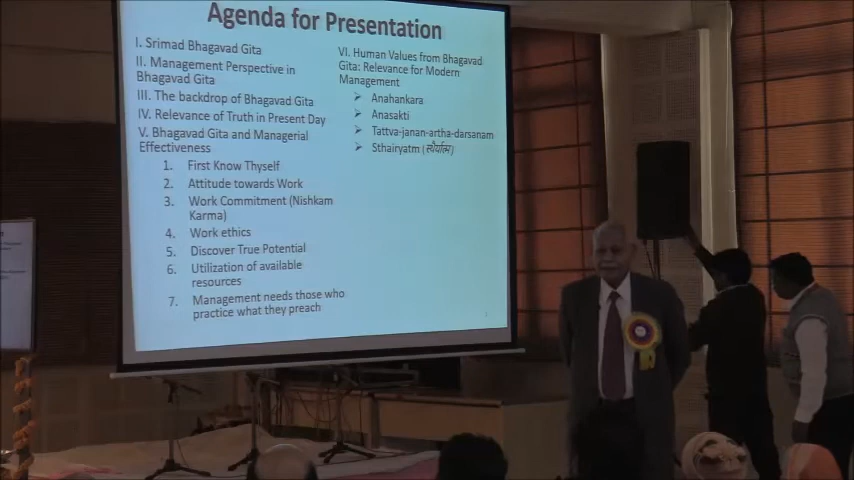 Agenda for Presentation
I. Srimad Bhagavad Gita
II. Management Perspective in
Bhagavad Gita
III. The backdrop of Bhagavad Gita
IV. Relevance of Truth in Present Day
V. Bhagavad Gita and Managerial
Effectiveness
1. First Know Thyself
2. Attitude towards Work
3. Work Commitment (Nishkam
Karma)
4. Work ethics
5. Discover True Potential
6. Utilization of available
resources
7. Management needs those who
practice what they preach
VI. Human Values from Bhagavad
Gita: Relevance for Modern
Management
➢ Anahankara
➢ Anasakti
➢ Tattva-janan-artha-darsanam
➢ Sthairyatm (